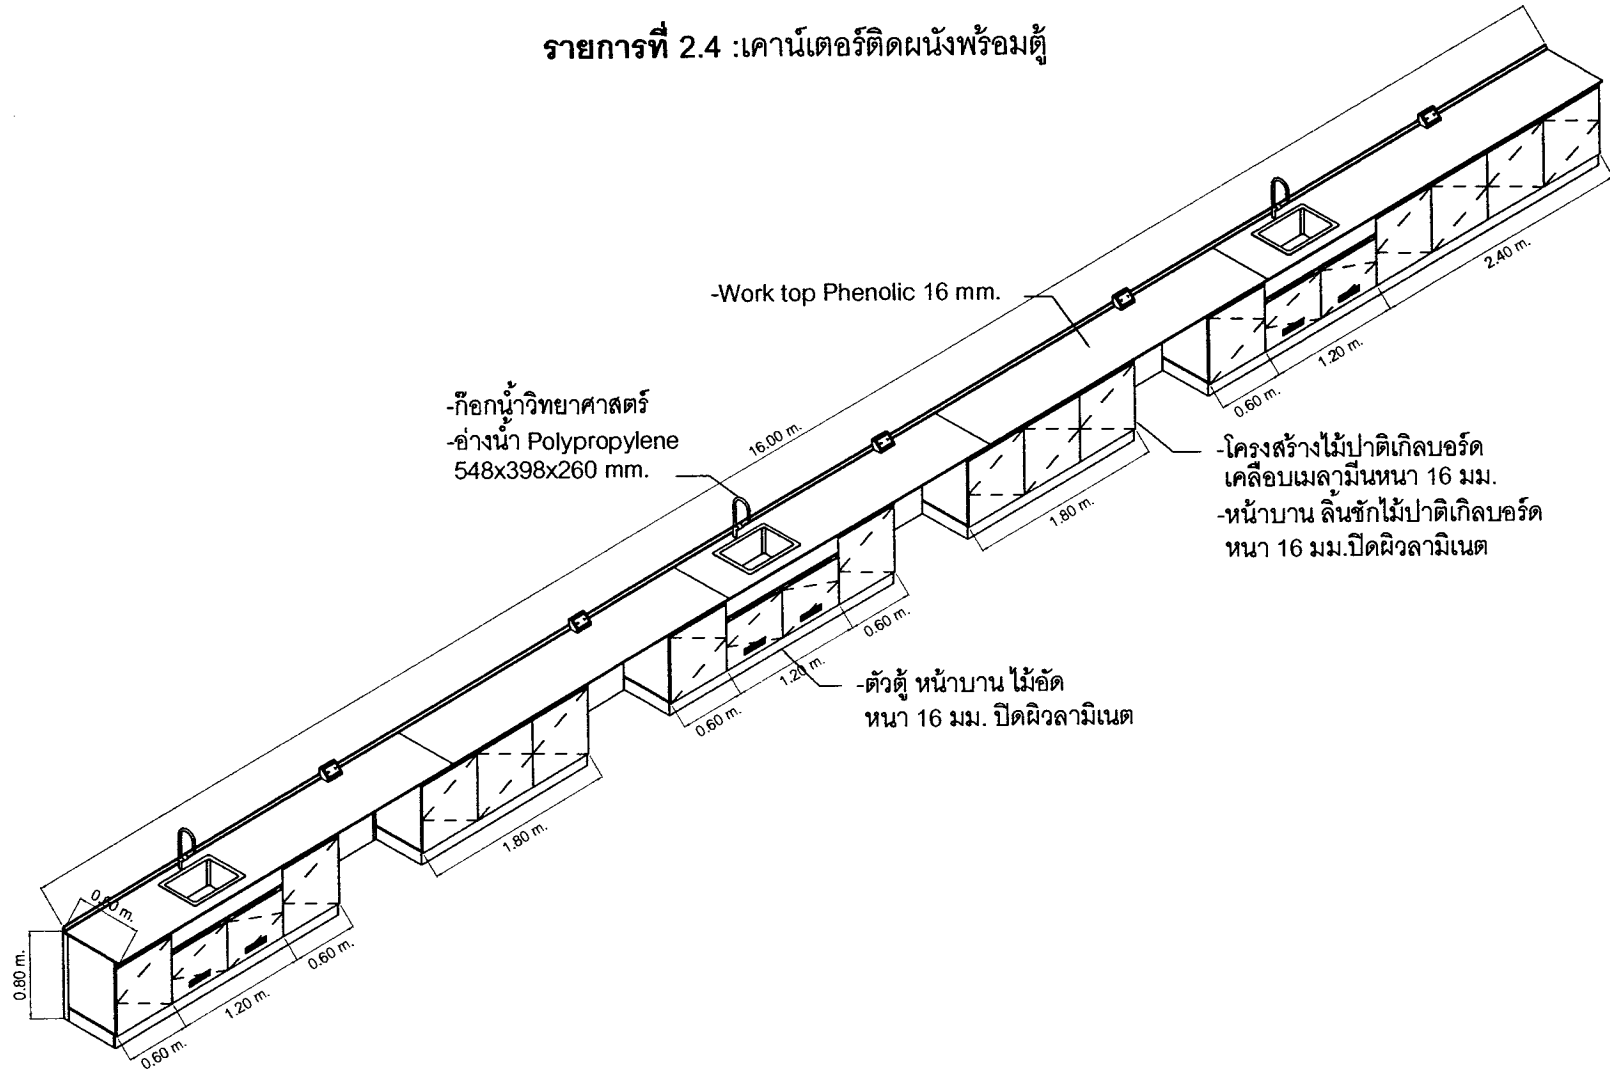 รายการที่ 2.4 :เคาน์เตอร์ติดผนังพร้อมตู้
-Work top Phenolic 16 mm.
-ก๊อกน้ำวิทยาศาสตร์
-อ่างน้ำ Polypropylene
548x398x260 mm.
16.00 m.
2.40 m.
1.20 m.
0.60 m.
-โครงสร้างไม้ปาติเกิลบอร์ด
เคลือบเมลามีนหนา 16 มม.
-หน้าบาน ลิ้นชักไม้ปาติเกิลบอร์ด
หนา 16 มม.ปิดผิวลามิเนต
1.80 m.
0.60 m.
1.20 m.
0.60 m.
-ตัวตู้ หน้าบาน ไม้อัด
หนา 16 มม. ปิดผิวลามิเนต
1.80 m.
0.80 m.
0.60 m.
1.20 m.
0.60 m.